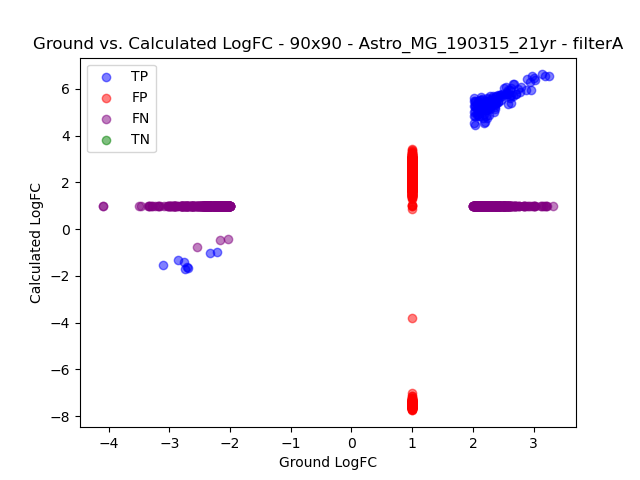 Ground vs. Calculated LogFC - 90x90 - Astro_MG_190315_21yr - filterA
TP
FP
FN
TN
6
4
2
0
−2
−4
−6
−8
Calculated LogFC
−4 −3 −2 −1 0 1 2 3
Ground LogFC